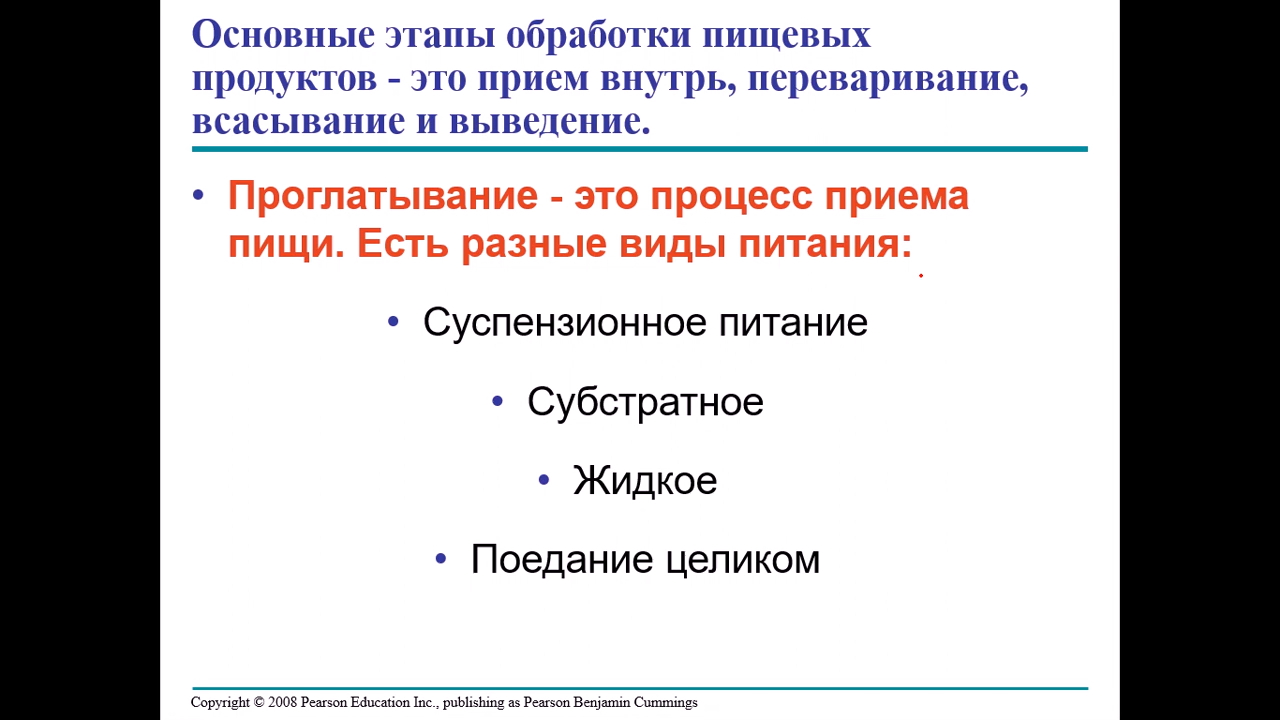 Основные этапы обработки пищевых
продуктов - это прием внутрь, переваривание,
всасывание и выведение.
• Проглатывание - это процесс приема
пищи. Есть разные виды питания:
• Суспензионное питание
• Субстратное
• Жидкое
• Поедание целиком
Copyright © 2008 Pearson Education Inc., publishing as Pearson Benjamin Cummings